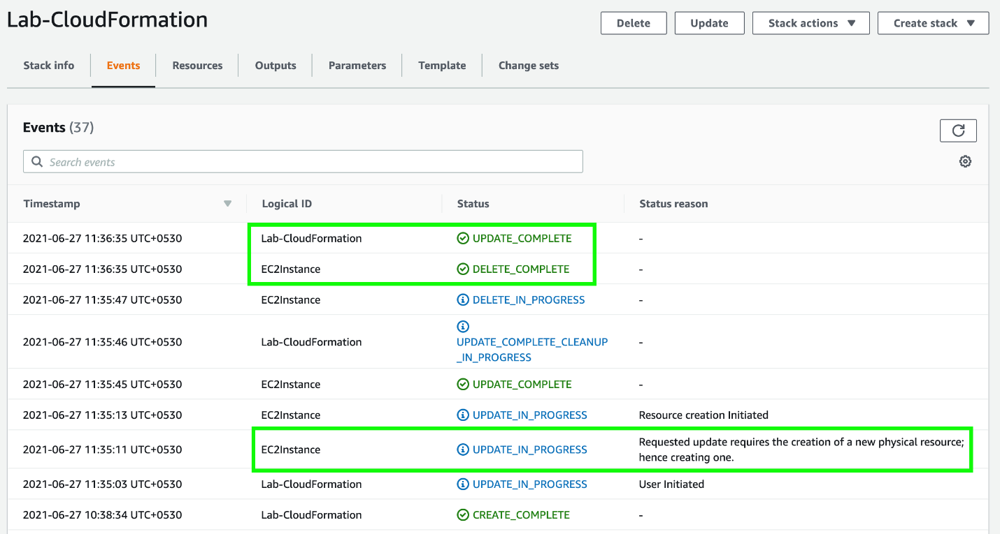 Lab-CloudFormation
Delete
Update
Stack actions
Create stack
Stack info
Events
Resources
Outputs
Parameters
Template
Change sets
Events (37)
Search events
Timestamp Logical ID Status Status reason
2021-06-27 11:36:35 UTC+0530 Lab-CloudFormation UPDATE_COMPLETE -
2021-06-27 11:36:35 UTC+0530 EC2Instance DELETE_COMPLETE -
2021-06-27 11:35:47 UTC+0530 EC2Instance DELETE_IN_PROGRESS -
2021-06-27 11:35:46 UTC+0530 Lab-CloudFormation UPDATE_COMPLETE_CLEANUP -
_IN_PROGRESS
2021-06-27 11:35:45 UTC+0530 EC2Instance UPDATE_COMPLETE -
2021-06-27 11:35:13 UTC+0530 EC2Instance UPDATE_IN_PROGRESS Resource creation Initiated
2021-06-27 11:35:11 UTC+0530 EC2Instance UPDATE_IN_PROGRESS Requested update requires the creation of a new physical resource;
hence creating one.
2021-06-27 11:35:03 UTC+0530 Lab-CloudFormation UPDATE_IN_PROGRESS User Initiated
2021-06-27 10:38:34 UTC+0530 Lab-CloudFormation CREATE_COMPLETE -